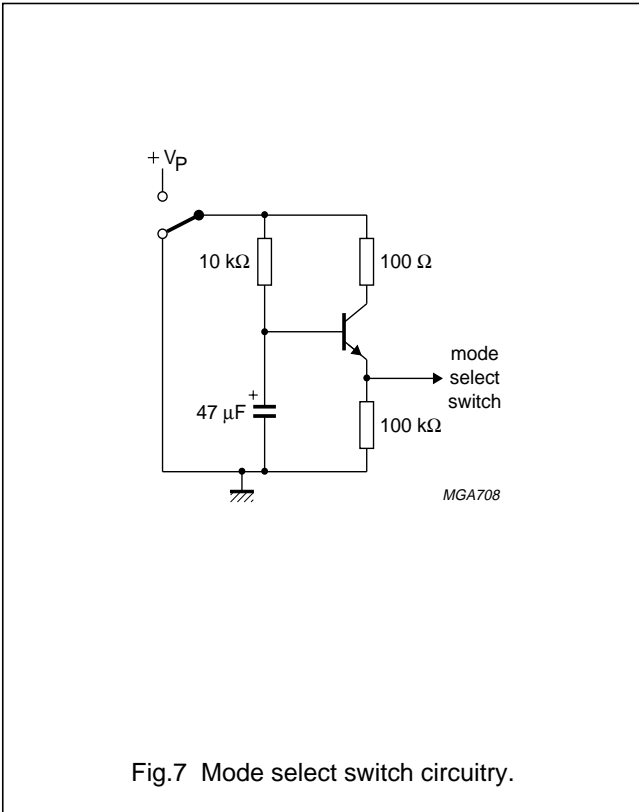 + VP
10 kΩ
100 Ω
mode
select
switch
+
47 μF
100 kΩ
MGA708
Fig.7 Mode select switch circuitry.